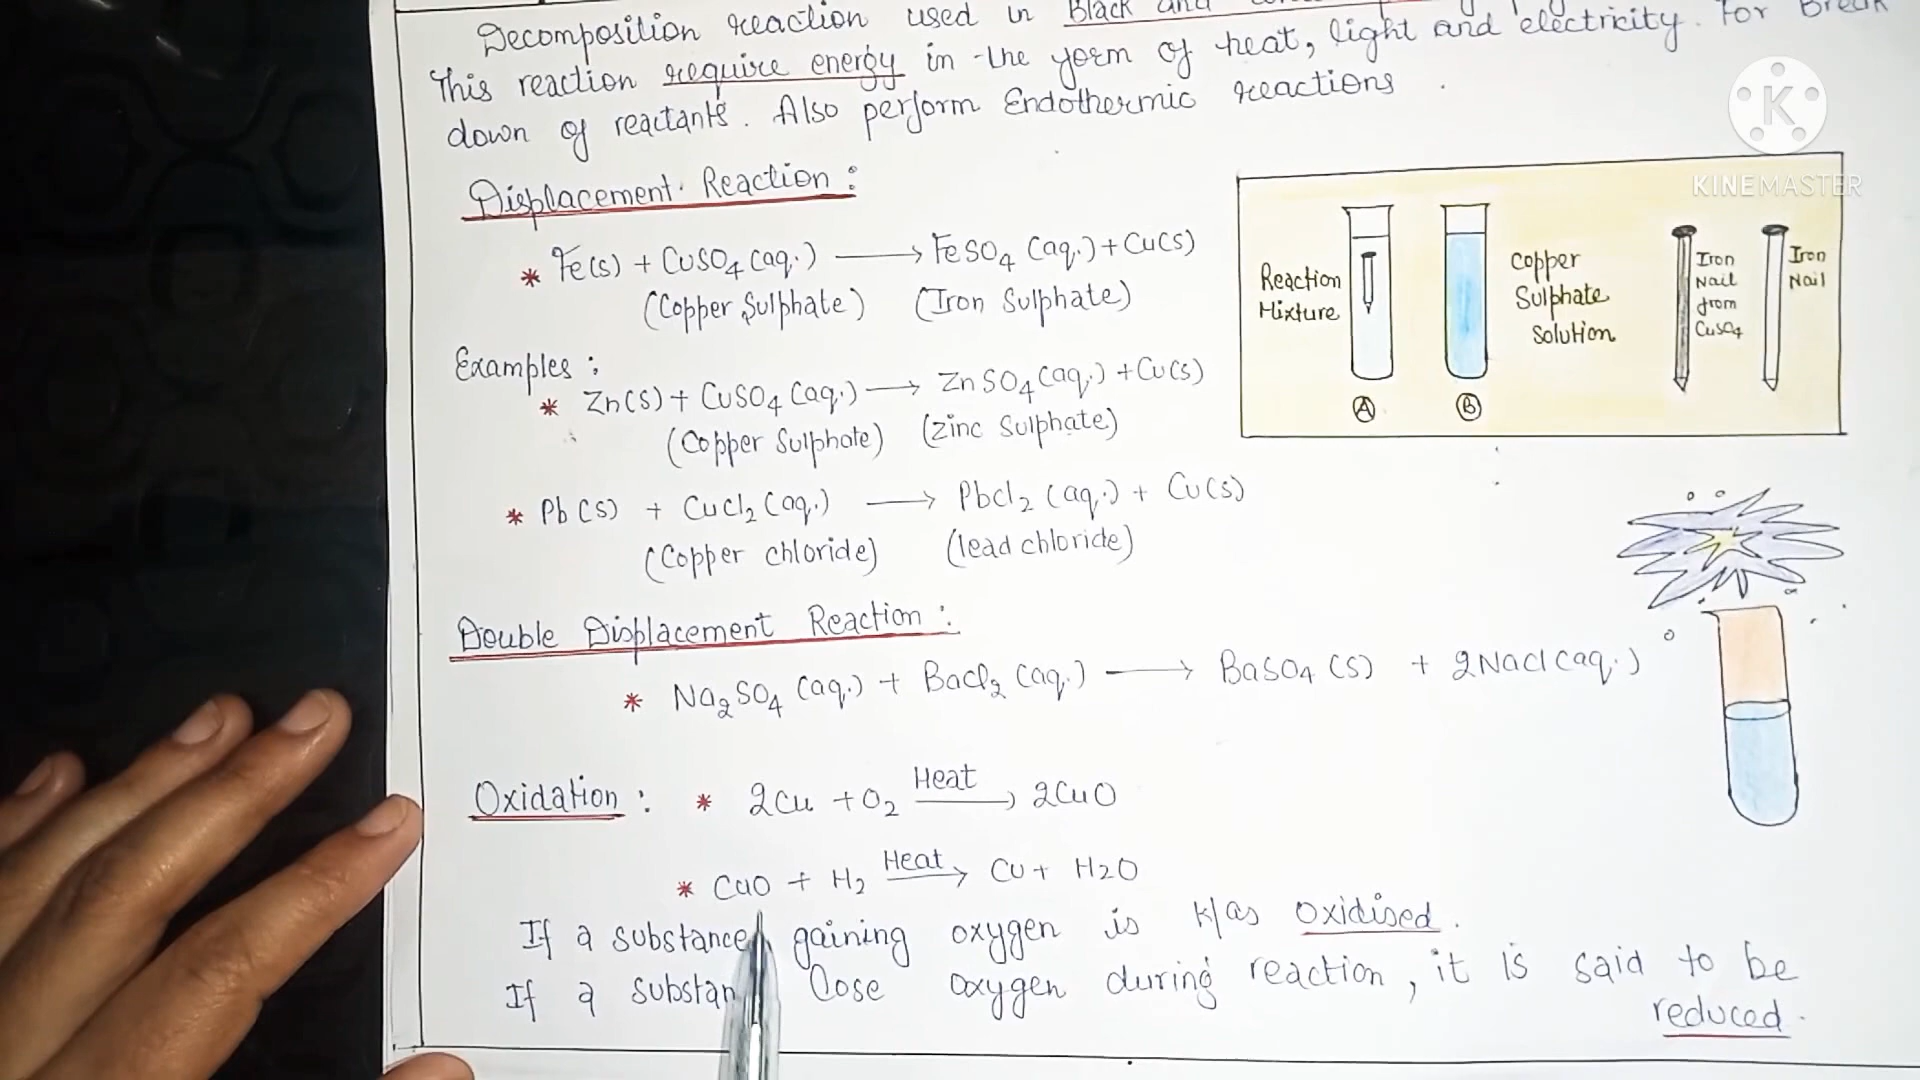 Decomposition reaction used in Black and
This reaction require energy in the form of heat, light and electricity. For Break
down of reactants. Also perform Endothermic reactions
Displacement Reaction :
* Fe(s) + CuSO4 (aq.) ⟶ FeSO4 (aq.) + Cu(s)
(Copper Sulphate) (Iron Sulphate)
Examples :
* Zn(s) + CuSO4 (aq.) ⟶ ZnSO4 (aq.) + Cu(s)
(Copper Sulphate) (Zinc Sulphate)
* Pb(s) + CuCl2 (aq.) ⟶ PbCl2 (aq.) + Cu(s)
(Copper chloride) (lead chloride)
Double Displacement Reaction :
* Na2SO4 (aq.) + BaCl2 (aq.) ⟶ BaSO4 (s) + 2NaCl (aq.)
Oxidation : * 2Cu + O2 Heat⟶ 2CuO
* CuO + H2 Heat⟶ Cu + H2O
If a substance gaining oxygen is K/as Oxidised.
If a lose oxygen during reaction, it is said to be
reduced.
Reaction
Mixture
A
B
Copper
Sulphate
Solution
Iron
Nail
from
CuSO4
Iron
Nail
K
KINEMASTER